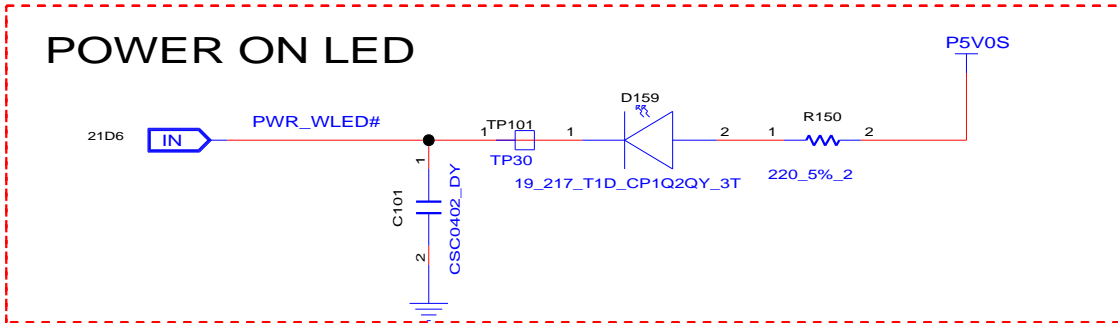 POWER ON LED
P5V0S
21D6
IN
PWR_WLED#
1
TP101
TP30
1
D159
2
19_217_T1D_CP1Q2QY_3T
1
R150
2
220_5%_2
1
C101
CSC0402_DY
2